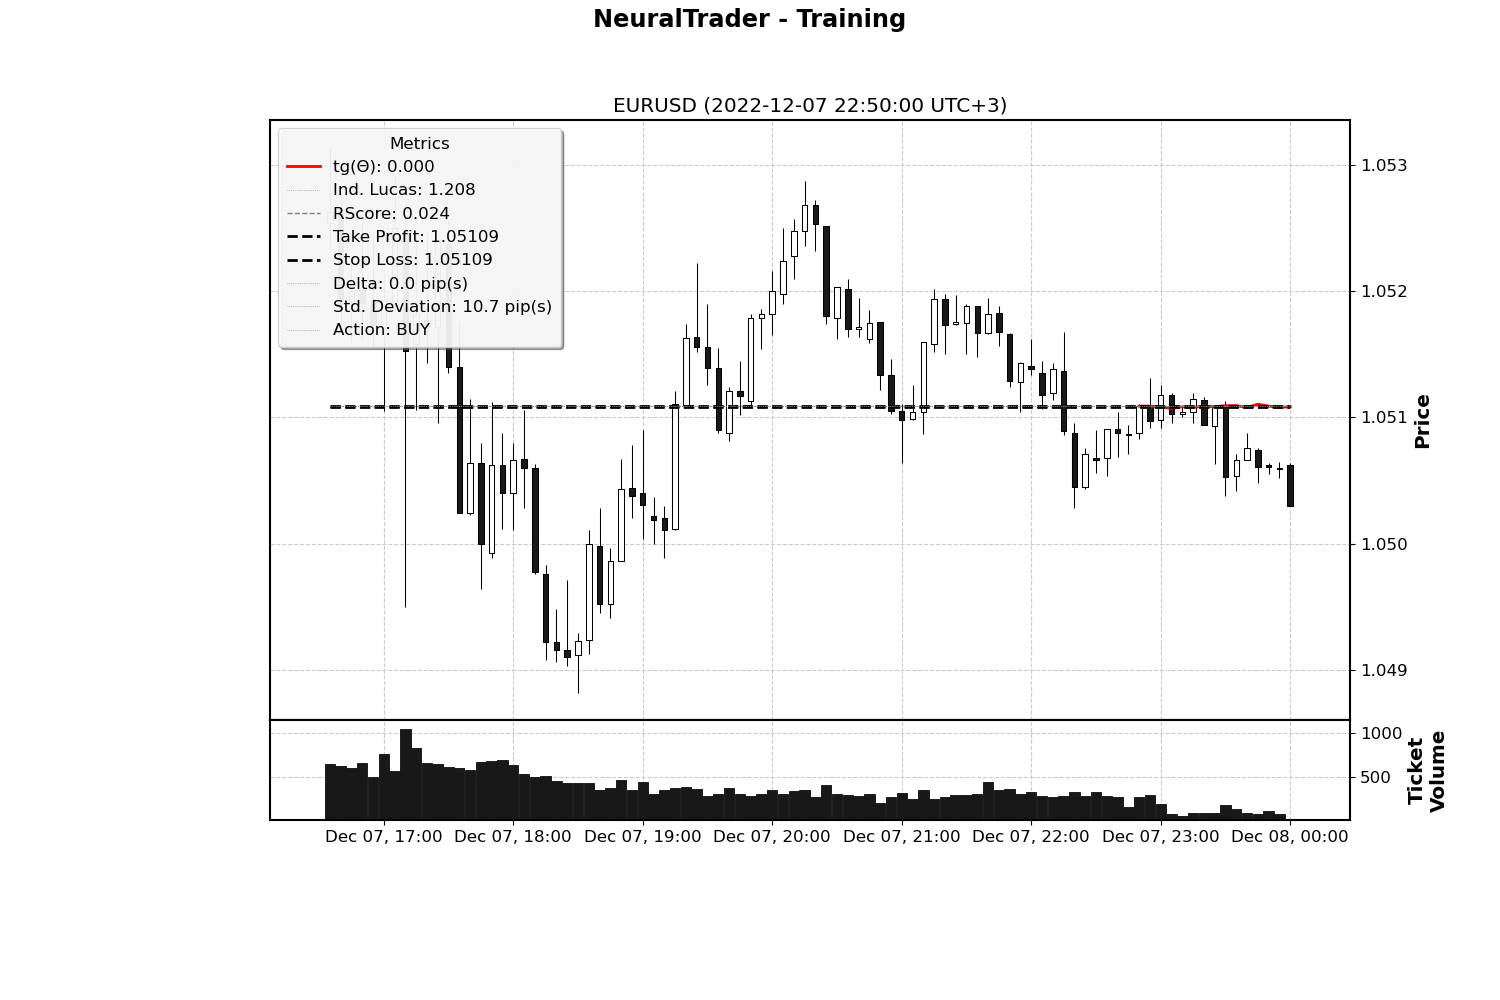 NeuralTrader - Training
EURUSD (2022-12-07 22:50:00 UTC+3)
Metrics
tg(Θ): 0.000
Ind. Lucas: 1.208
RScore: 0.024
Take Profit: 1.05109
Stop Loss: 1.05109
Delta: 0.0 pip(s)
Std. Deviation: 10.7 pip(s)
Action: BUY
1.053
1.052
1.051
1.050
1.049
Price
1000
500
Ticket
Volume
Dec 07, 17:00 Dec 07, 18:00 Dec 07, 19:00 Dec 07, 20:00 Dec 07, 21:00 Dec 07, 22:00 Dec 07, 23:00 Dec 08, 00:00